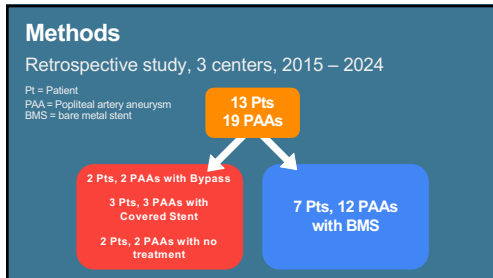 Methods
Retrospective study, 3 centers, 2015 – 2024
Pt = Patient
PAA = Popliteal artery aneurysm
BMS = bare metal stent
13 Pts
19 PAAs
2 Pts, 2 PAAs with Bypass
3 Pts, 3 PAAs with
Covered Stent
2 Pts, 2 PAAs with no
treatment
7 Pts, 12 PAAs
with BMS